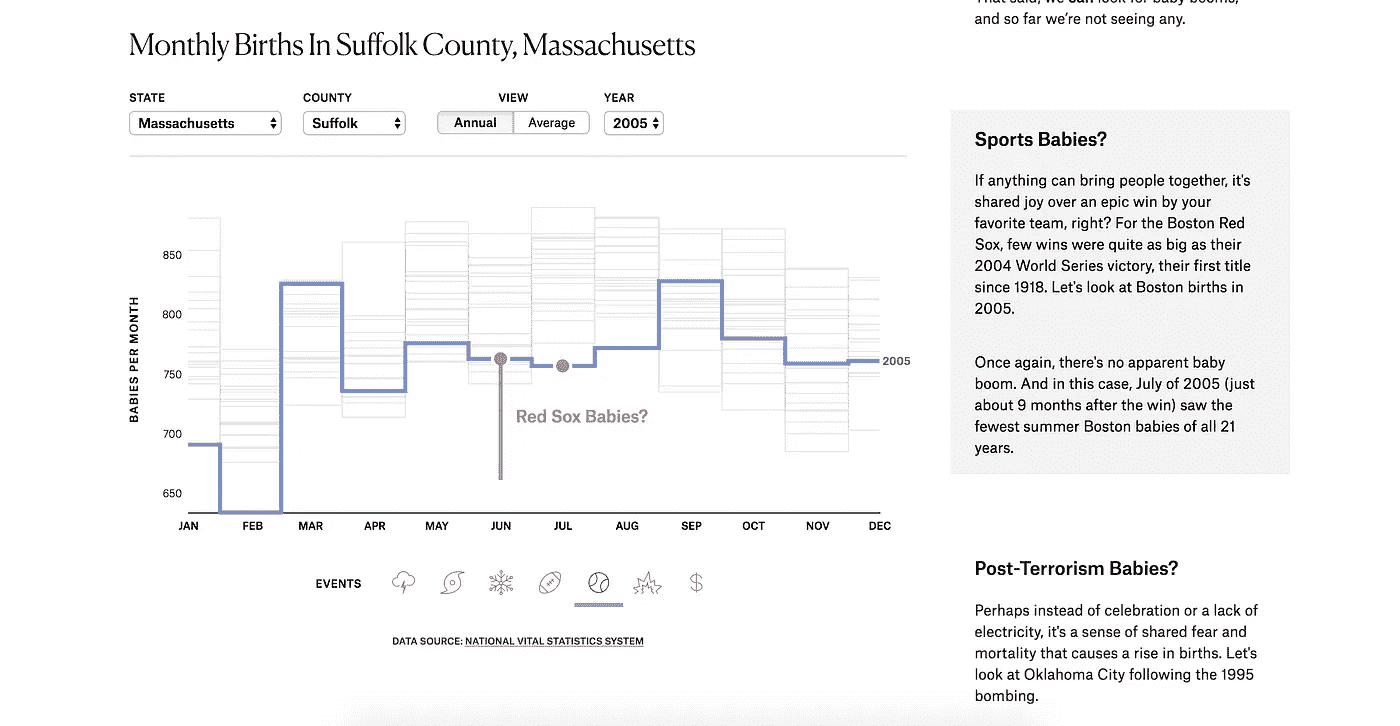 Monthly Births In Suffolk County, Massachusetts
STATE
COUNTY
VIEW
YEAR
Massachusetts
Suffolk
Annual
Average
2005
BABIES PER MONTH
850
800
750
700
650
2005
Red Sox Babies?
JAN FEB MAR APR MAY JUN JUL AUG SEP OCT NOV DEC
EVENTS
$
DATA SOURCE: NATIONAL VITAL STATISTICS SYSTEM
That said, we can look for baby booms,
and so far we're not seeing any.
Sports Babies?
If anything can bring people together, it's
shared joy over an epic win by your
favorite team, right? For the Boston Red
Sox, few wins were quite as big as their
2004 World Series victory, their first title
since 1918. Let's look at Boston births in
2005.
Once again, there's no apparent baby
boom. And in this case, July of 2005 (just
about 9 months after the win) saw the
fewest summer Boston babies of all 21
years.
Post-Terrorism Babies?
Perhaps instead of celebration or a lack of
electricity, it's a sense of shared fear and
mortality that causes a rise in births. Let's
look at Oklahoma City following the 1995
bombing.